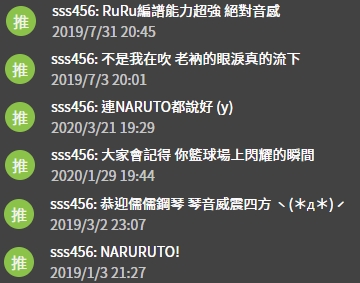 推
sss456: RuRu編譜能力超強 絕對音感
2019/7/31 20:45
推
sss456: 不是我在吹 老衲的眼淚真的流下
2019/7/3 20:01
推
sss456: 連NARUTO都說好 (y)
2020/3/21 19:29
推
sss456: 大家會記得 你籃球場上閃耀的瞬間
2020/1/29 19:44
推
sss456: 恭迎儒儒鋼琴 琴音威震四方 ヽ(＊д＊)ノ
2019/3/2 23:07
推
sss456: NARURUTO!
2019/1/3 21:27